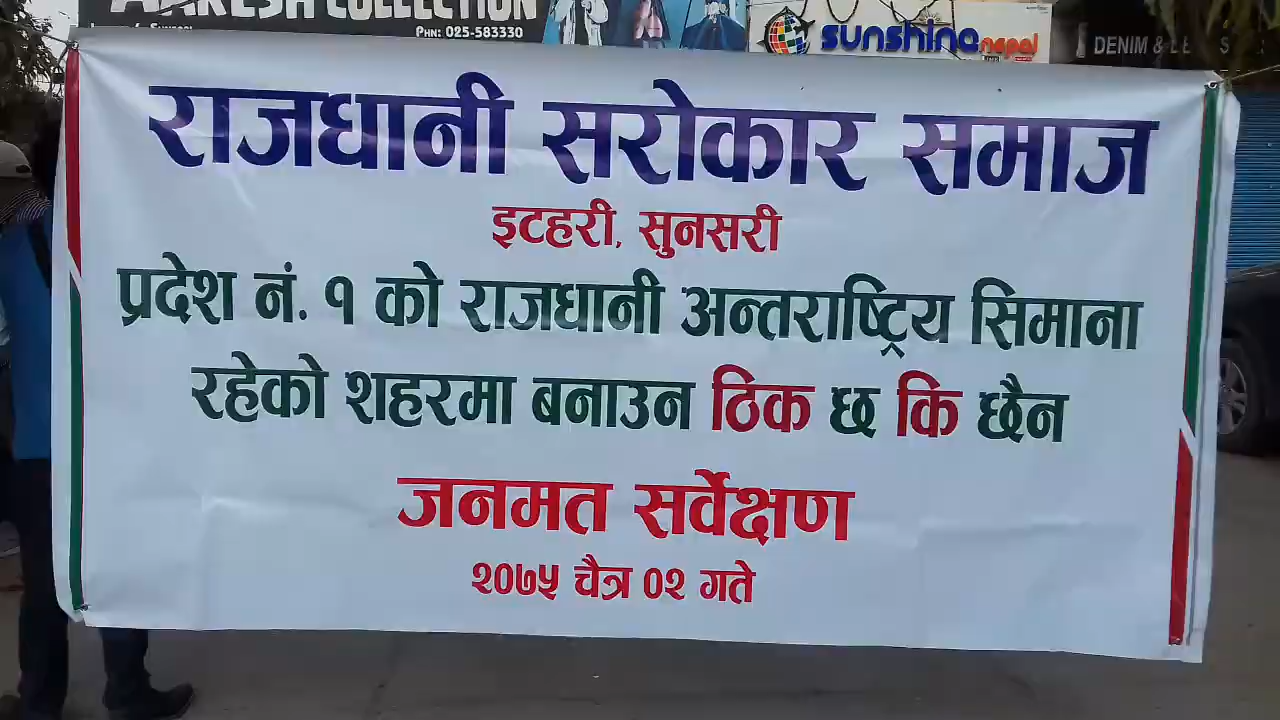 COLLECTION
PHN: 025-583330
sunshine nepal
DENIM &
राजधानी सरोकार समाज
इटहरी, सुनसरी
प्रदेश नं. १ को राजधानी अन्तराष्ट्रिय सिमाना
रहेको शहरमा बनाउन ठिक छ कि छैन
जनमत सर्वेक्षण
२०७५ चैत्र ०२ गते